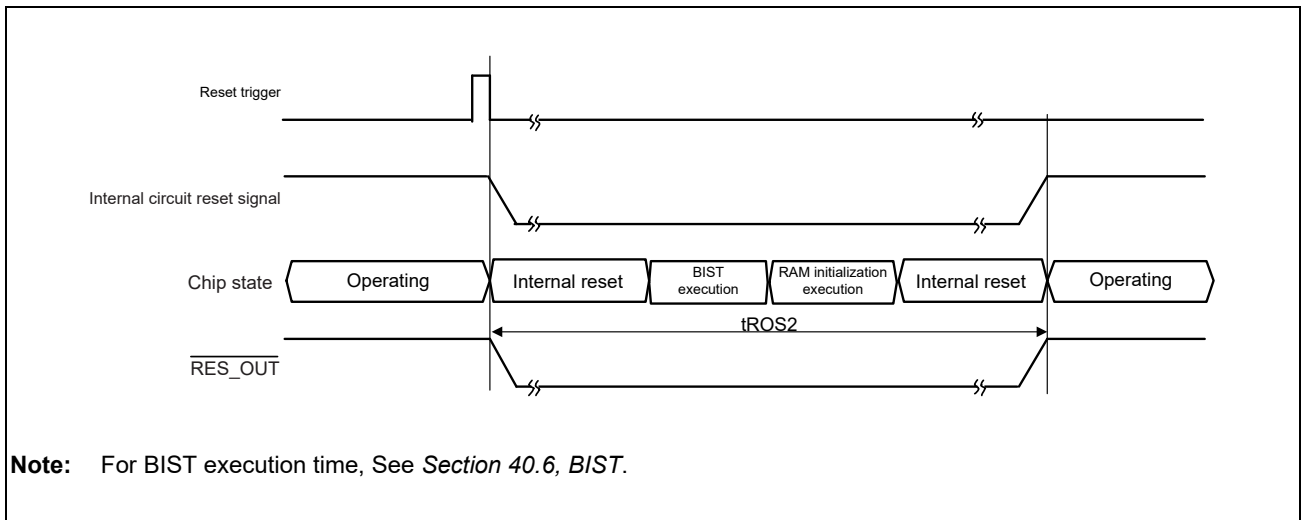 Reset trigger
Internal circuit reset signal
Chip state
Operating
Internal reset
BIST
execution
RAM initialization
execution
Internal reset
Operating
tROS2
RES_OUT
Note: For BIST execution time, See Section 40.6, BIST.